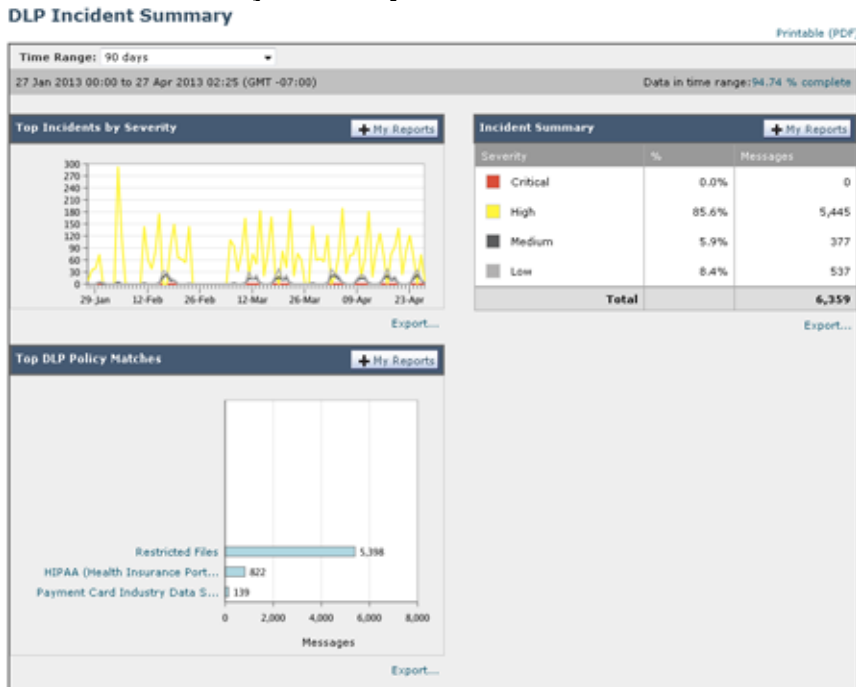 DLP Incident Summary
Printable (PDF)
Time Range: 90 days
27 Jan 2013 00:00 to 27 Apr 2013 02:25 (GMT -07:00)
Data in time range:94.74 % complete
Top Incidents by Severity
+ My Reports
300
270
240
210
180
150
120
90
60
30
0
29-Jan 12-Feb 26-Feb 12-Mar 26-Mar 09-Apr 23-Apr
Export...
Incident Summary
+ My Reports
Severity % Messages
Critical 0.0% 0
High 85.6% 5,445
Medium 5.9% 377
Low 8.4% 537
Total 6,359
Export...
Top DLP Policy Matches
+ My Reports
Restricted Files 5,398
HIPAA (Health Insurance Port... 822
Payment Card Industry Data S... 139
0 2,000 4,000 6,000 8,000
Messages
Export...